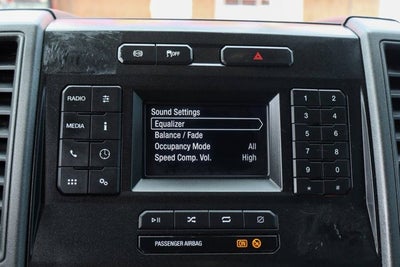 OFF
RADIO
MEDIA
i
Sound Settings
Equalizer
Balance / Fade
Occupancy Mode All
Speed Comp. Vol. High
1 2
3 4
5 6
7 8
9 0
* #
PASSENGER AIRBAG ON